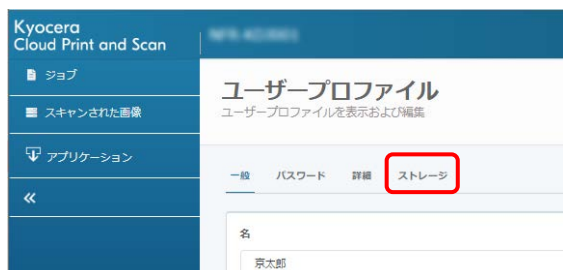 Kyocera
Cloud Print and Scan
ジョブ
スキャンされた画像
アプリケーション
«
ユーザープロファイル
ユーザープロファイルを表示および編集
一般 パスワード 詳細 ストレージ
名
京太郎